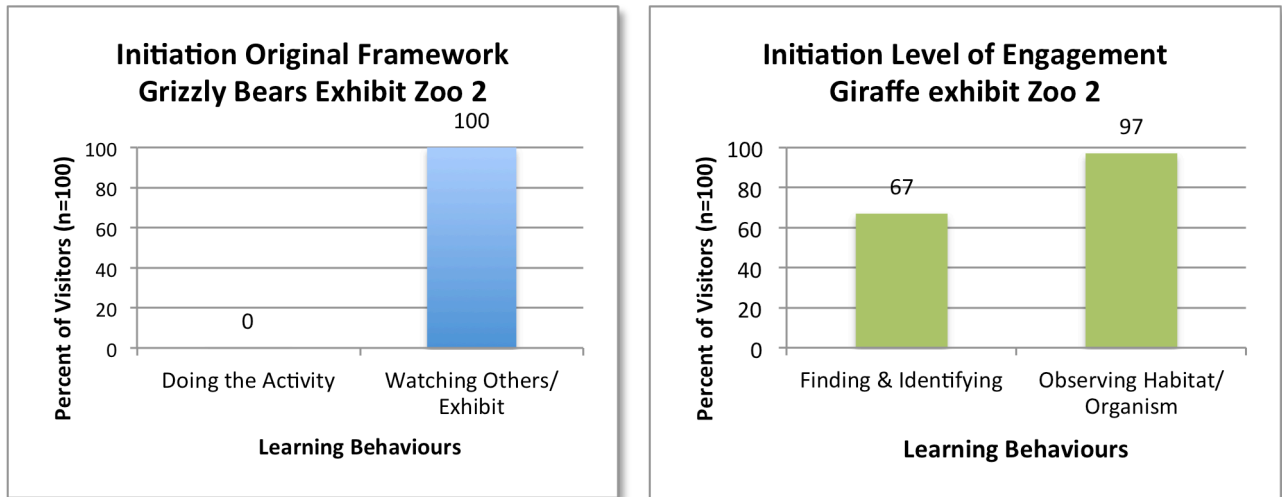 Initiation Original Framework
Grizzly Bears Exhibit Zoo 2
100
100
80
60
40
20
0
0
Percent of Visitors (n=100)
Doing the Activity
Watching Others/
Exhibit
Learning Behaviours
Initiation Level of Engagement
Giraffe exhibit Zoo 2
97
67
100
80
60
40
20
0
Percent of Visitors (n=100)
Finding & Identifying
Observing Habitat/
Organism
Learning Behaviours